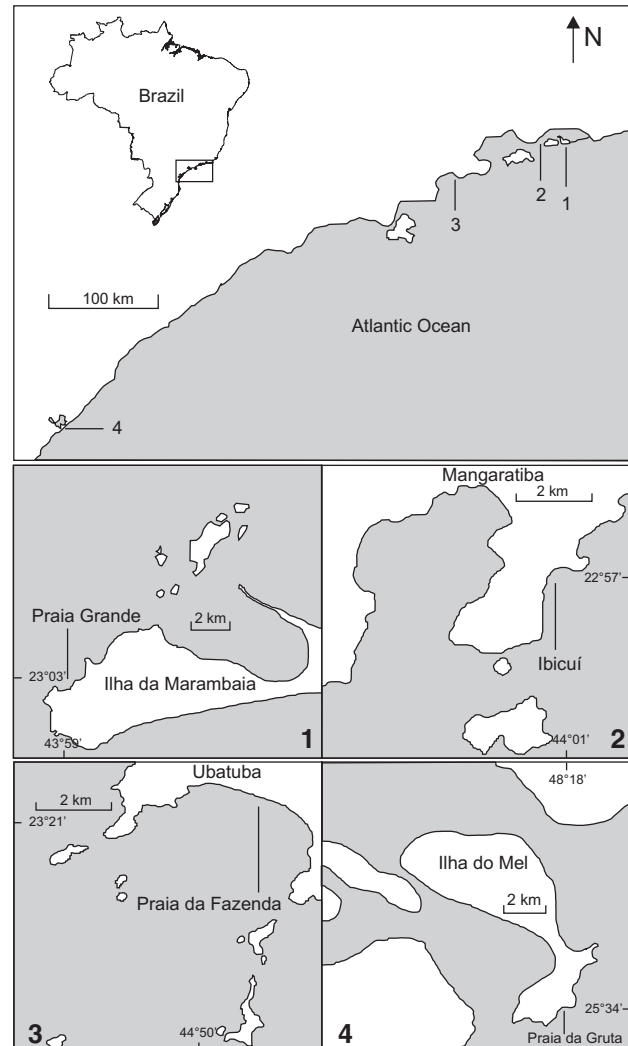 N
Brazil
2
1
3
100 km
Atlantic Ocean
4
Praia Grande
2 km
23°03’
Ilha da Marambaia
43°59’
1
Mangaratiba
2 km
22°57’
Ibicuí
44°01’
2
Ubatuba
2 km
23°21’
Praia da Fazenda
44°50’
3
48°18’
Ilha do Mel
2 km
25°34’
Praia da Gruta
4